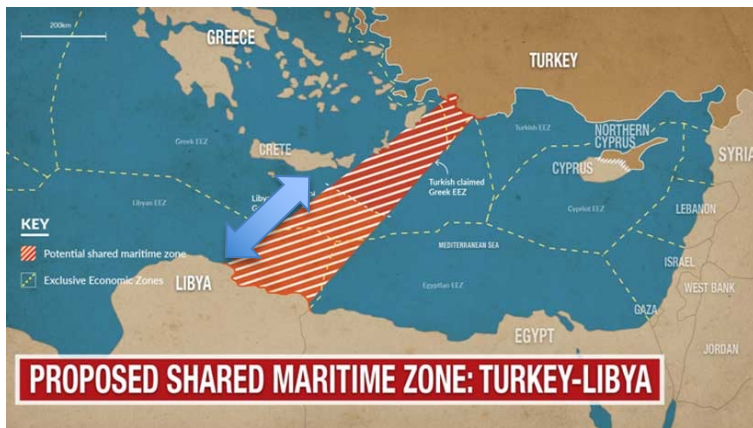 200km
GREECE
TURKEY
Greek EEZ
Turkish EEZ
NORTHERN
CYPRUS
SYRIA
CRETE
CYPRUS
Turkish claimed
Greek EEZ
Libyan EEZ
Cypriot EEZ
LEBANON
KEY
MEDITERRANEAN SEA
Potential shared maritime zone
ISRAEL
Exclusive Economic Zones
LIBYA
Egyptian EEZ
WEST BANK
GAZA
EGYPT
JORDAN
PROPOSED SHARED MARITIME ZONE: TURKEY-LIBYA